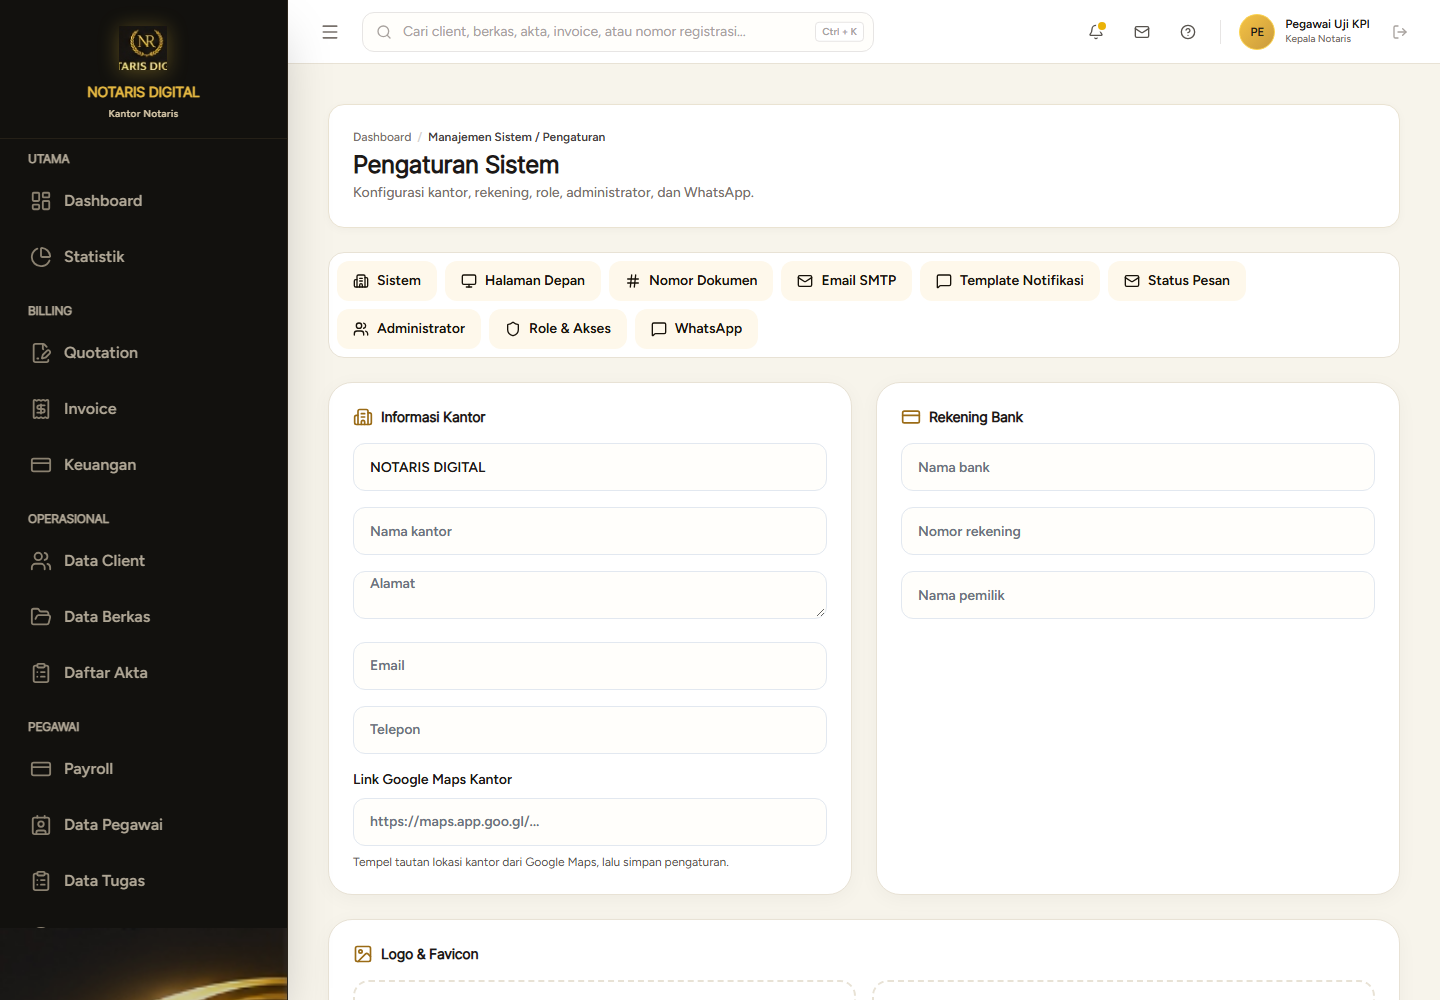 NR
TARIS DIG
NOTARIS DIGITAL
Kantor Notaris
UTAMA
Dashboard
Statistik
BILLING
Quotation
Invoice
Keuangan
OPERASIONAL
Data Client
Data Berkas
Daftar Akta
PEGAWAI
Payroll
Data Pegawai
Data Tugas
Cari client, berkas, akta, invoice, atau nomor registrasi...
Ctrl + K
PE
Pegawai Uji KPI
Kepala Notaris
Dashboard / Manajemen Sistem / Pengaturan
Pengaturan Sistem
Konfigurasi kantor, rekening, role, administrator, dan WhatsApp.
Sistem
Halaman Depan
Nomor Dokumen
Email SMTP
Template Notifikasi
Status Pesan
Administrator
Role & Akses
WhatsApp
Informasi Kantor
NOTARIS DIGITAL
Nama kantor
Alamat
Email
Telepon
Link Google Maps Kantor
https://maps.app.goo.gl/...
Tempel tautan lokasi kantor dari Google Maps, lalu simpan pengaturan.
Rekening Bank
Nama bank
Nomor rekening
Nama pemilik
Logo & Favicon